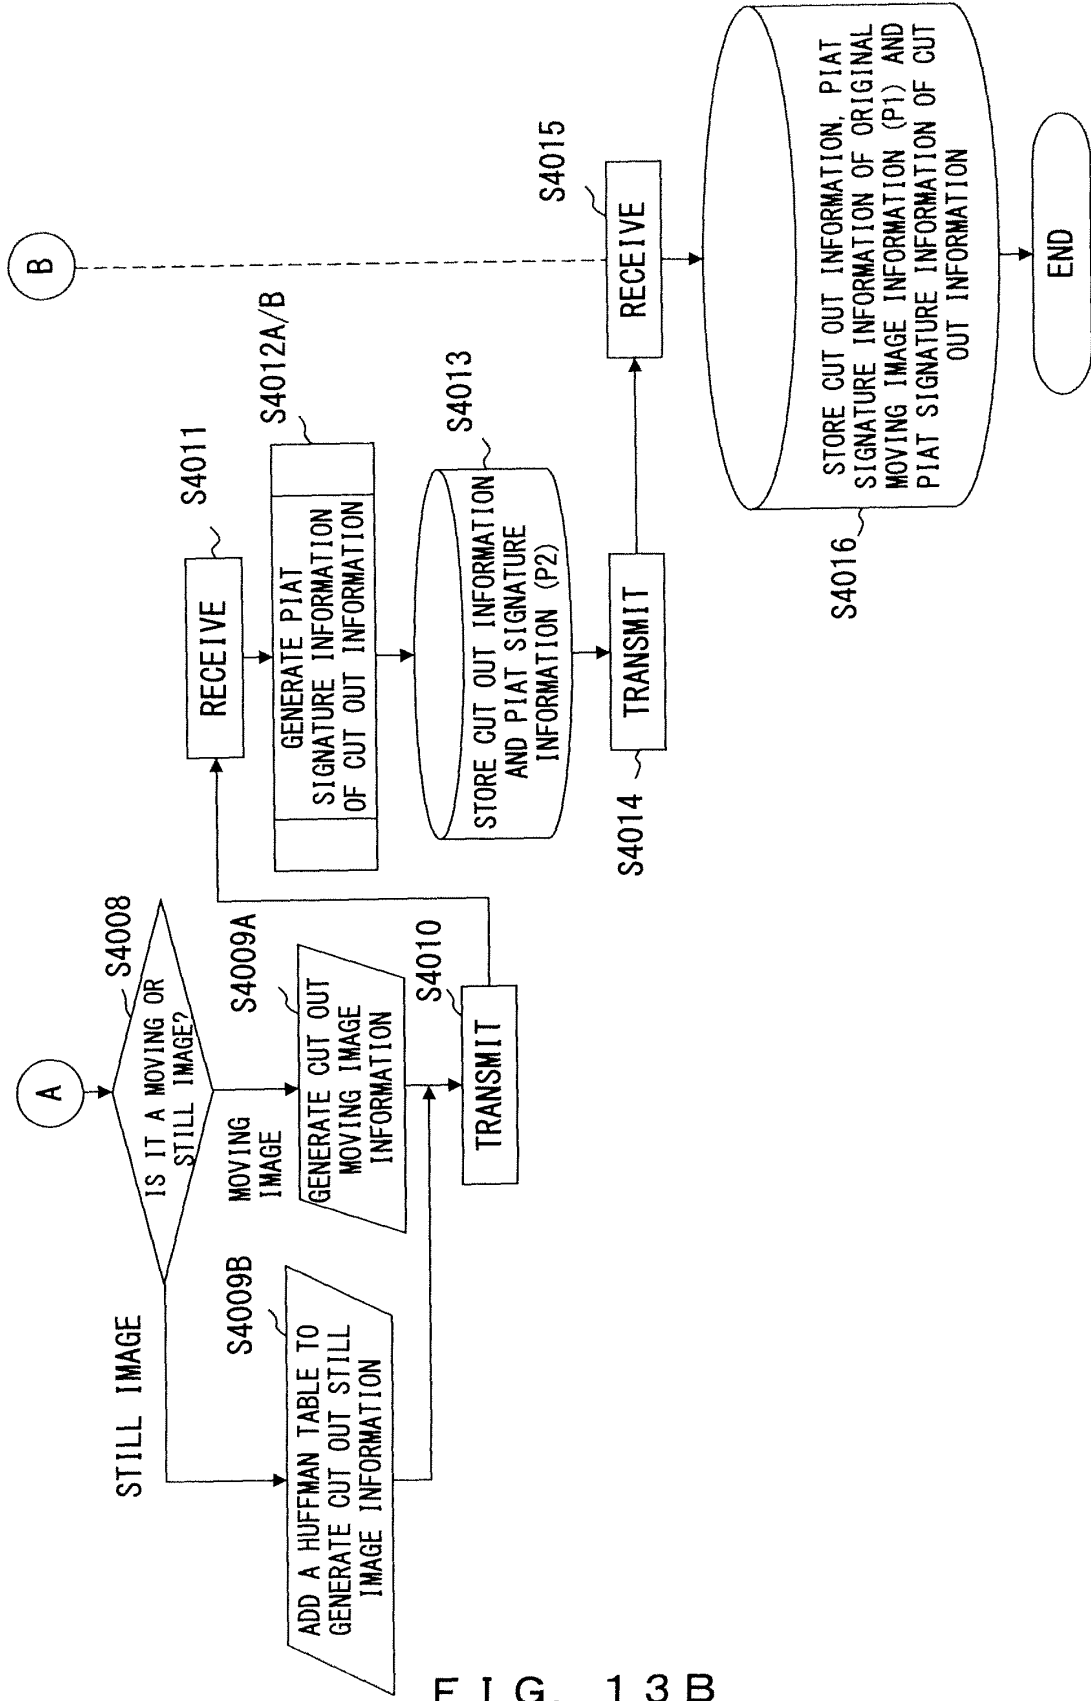 A
B
S4008
IS IT A MOVING OR
STILL IMAGE?
STILL IMAGE
MOVING
IMAGE
S4009B
ADD A HUFFMAN TABLE TO
GENERATE CUT OUT STILL
IMAGE INFORMATION
S4009A
GENERATE CUT OUT
MOVING IMAGE
INFORMATION
S4010
TRANSMIT
S4011
RECEIVE
S4012A/B
GENERATE PIAT
SIGNATURE INFORMATION
OF CUT OUT INFORMATION
S4013
STORE CUT OUT INFORMATION
AND PIAT SIGNATURE
INFORMATION (P2)
S4014
TRANSMIT
S4015
RECEIVE
S4016
STORE CUT OUT INFORMATION, PIAT
SIGNATURE INFORMATION OF ORIGINAL
MOVING IMAGE INFORMATION (P1) AND
PIAT SIGNATURE INFORMATION OF CUT
OUT INFORMATION
END
FIG. 13B